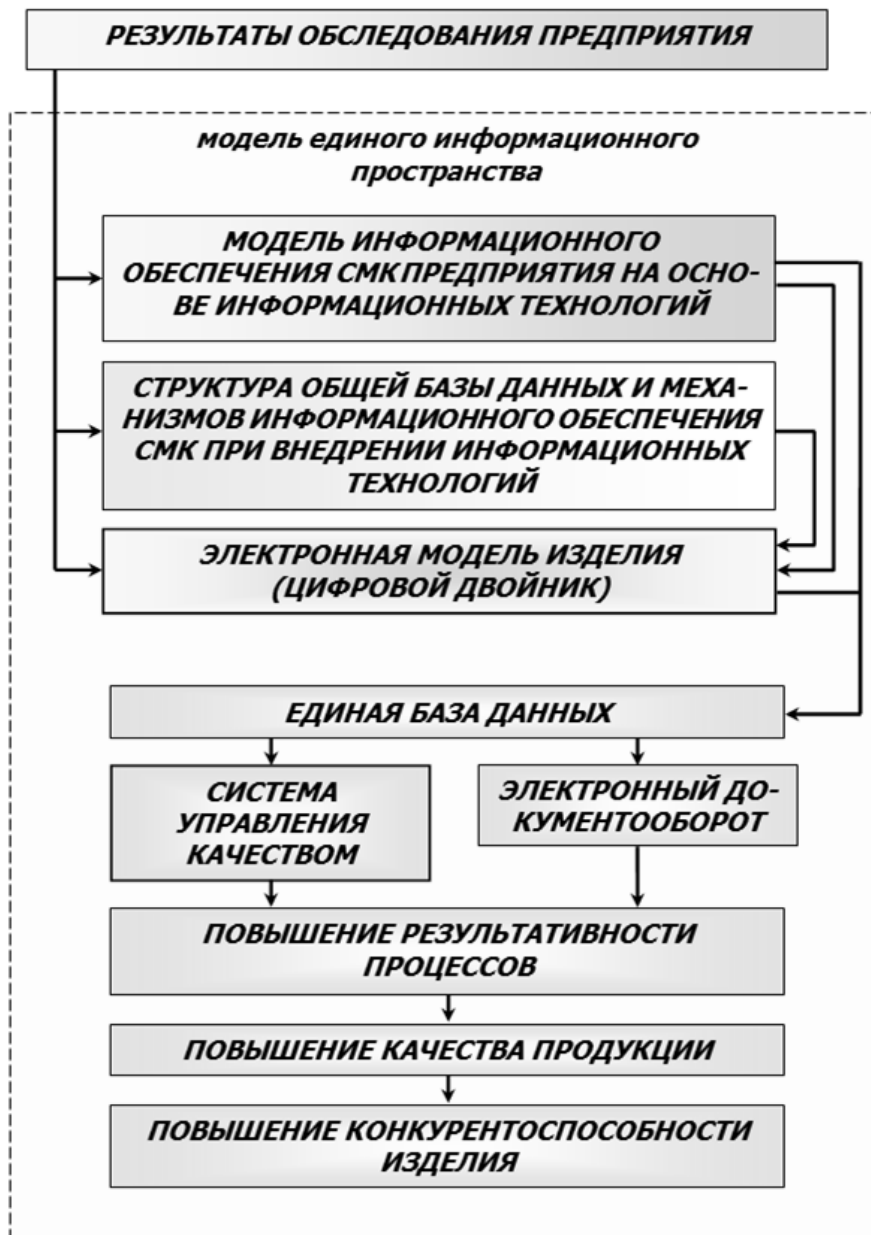 РЕЗУЛЬТАТЫ ОБСЛЕДОВАНИЯ ПРЕДПРИЯТИЯ
модель единого информационного
пространства
МОДЕЛЬ ИНФОРМАЦИОННОГО
ОБЕСПЕЧЕНИЯ СМК ПРЕДПРИЯТИЯ НА ОСНО-
ВЕ ИНФОРМАЦИОННЫХ ТЕХНОЛОГИЙ
СТРУКТУРА ОБЩЕЙ БАЗЫ ДАННЫХ И МЕХА-
НИЗМОВ ИНФОРМАЦИОННОГО ОБЕСПЕЧЕНИЯ
СМК ПРИ ВНЕДРЕНИИ ИНФОРМАЦИОННЫХ
ТЕХНОЛОГИЙ
ЭЛЕКТРОННАЯ МОДЕЛЬ ИЗДЕЛИЯ
(ЦИФРОВОЙ ДВОЙНИК)
ЕДИНАЯ БАЗА ДАННЫХ
СИСТЕМА
УПРАВЛЕНИЯ
КАЧЕСТВОМ
ЭЛЕКТРОННЫЙ ДО-
КУМЕНТООБОРОТ
ПОВЫШЕНИЕ РЕЗУЛЬТАТИВНОСТИ
ПРОЦЕССОВ
ПОВЫШЕНИЕ КАЧЕСТВА ПРОДУКЦИИ
ПОВЫШЕНИЕ КОНКУРЕНТОСПОСОБНОСТИ
ИЗДЕЛИЯ